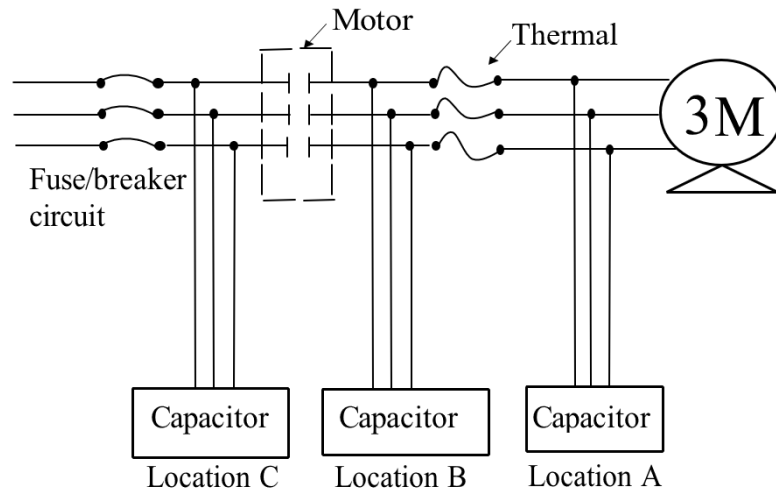 Motor
Thermal
3M
Fuse/breaker
circuit
Capacitor
Capacitor
Capacitor
Location C
Location B
Location A